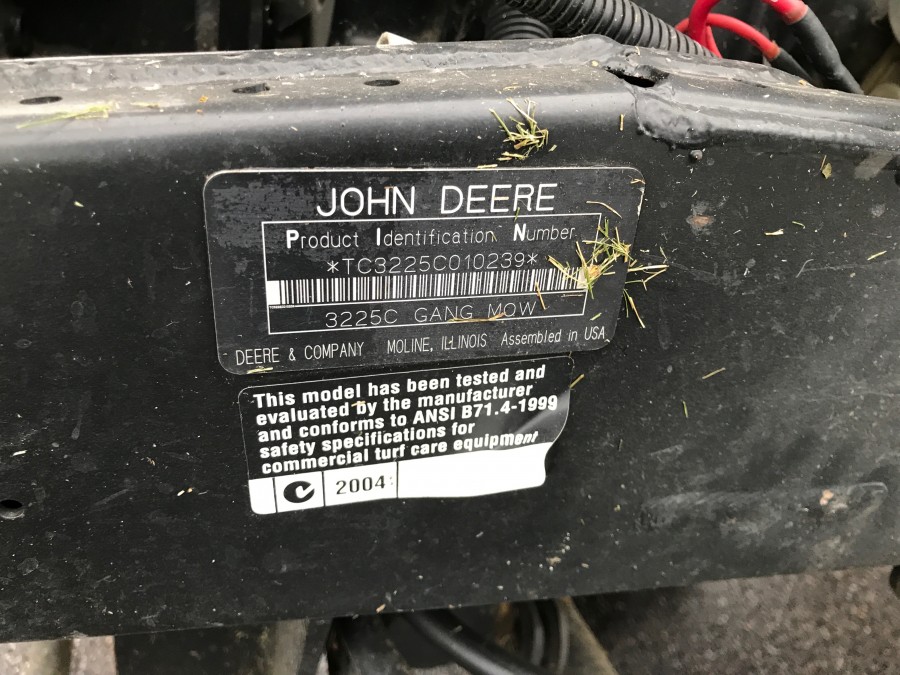 JOHN DEERE
Product Identification Number
*TC3225C010239*
3225C GANG MOW
DEERE & COMPANY MOLINE, ILLINOIS Assembled in USA
This model has been tested and
evaluated by the manufacturer
and conforms to ANSI B71.4-1999
safety specifications for
commercial turf care equipment
2004